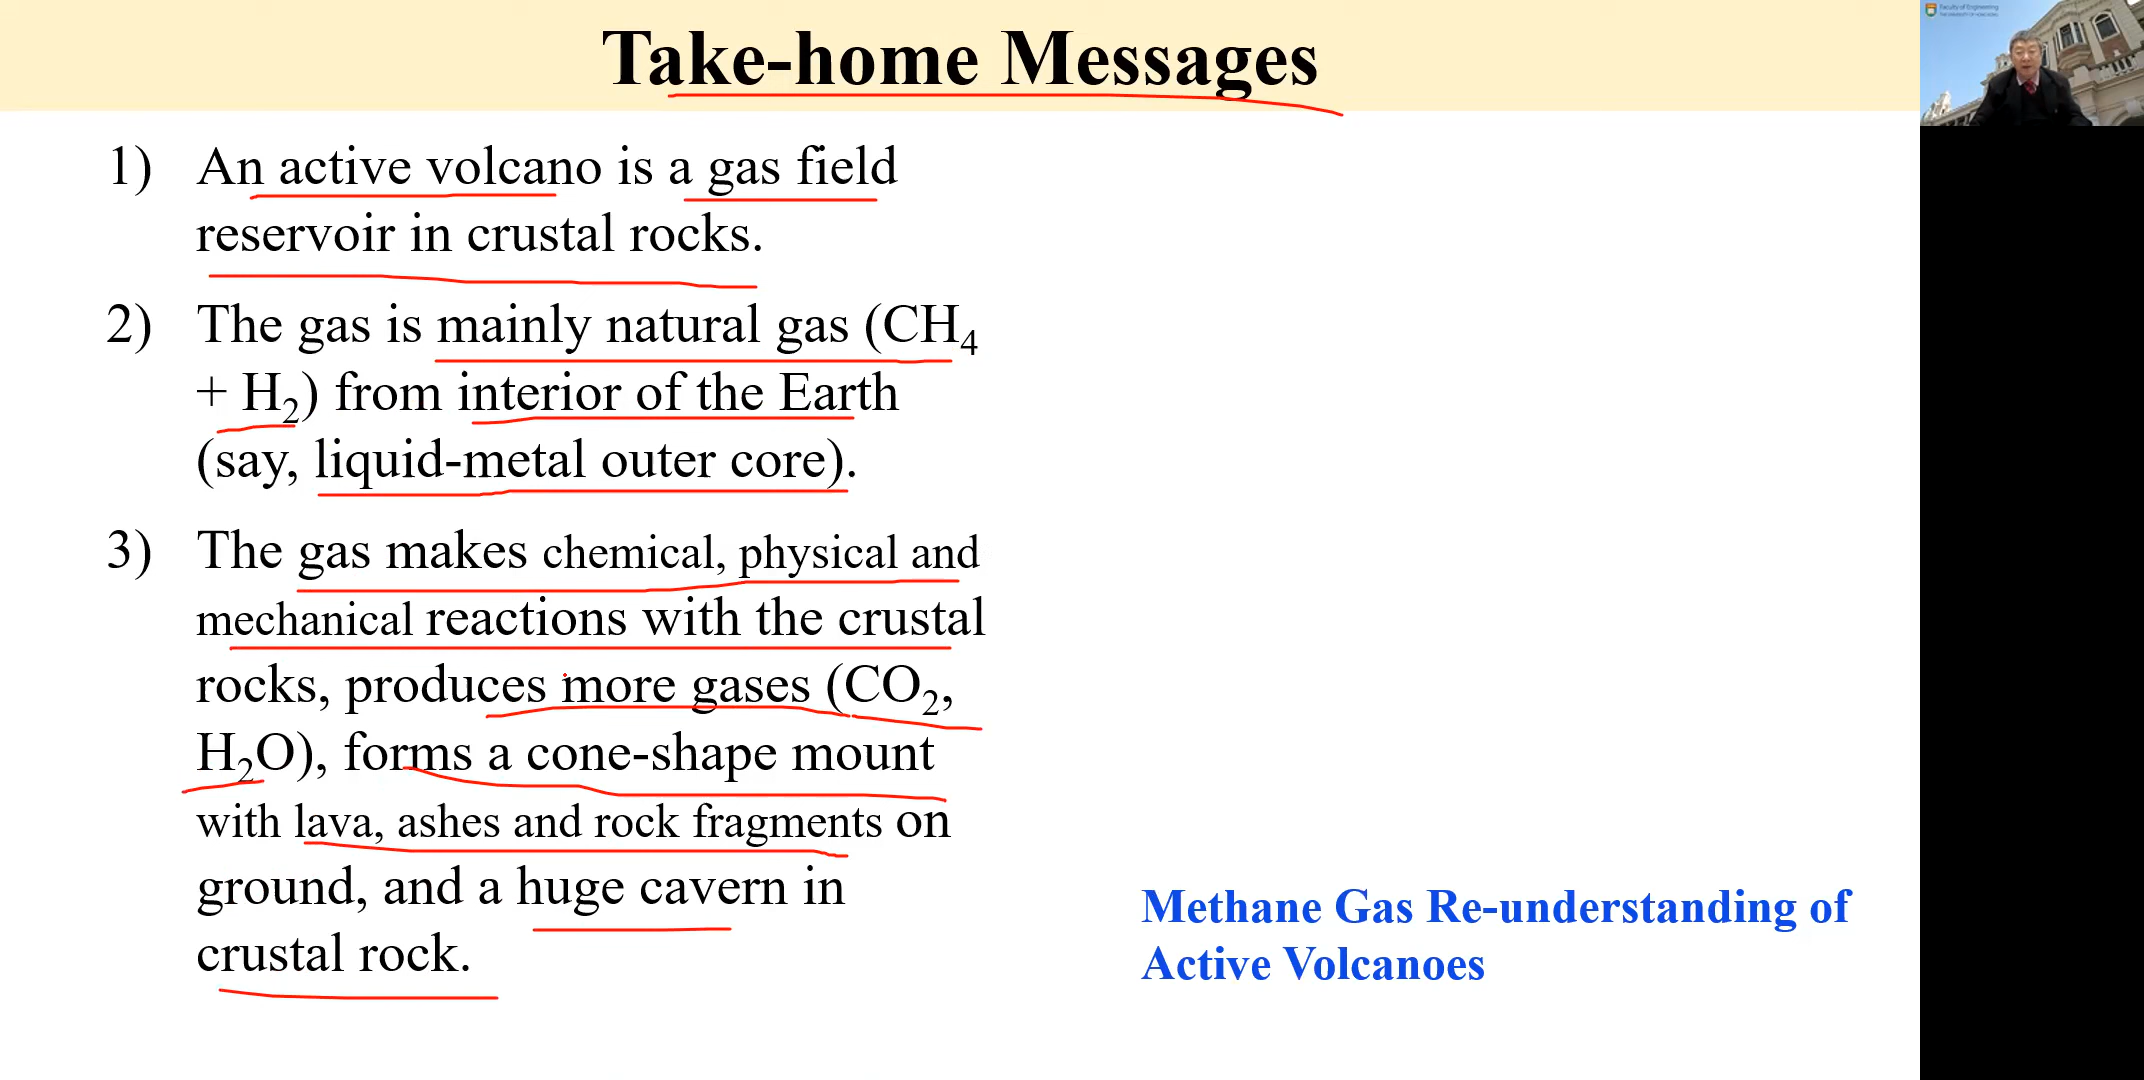 Take-home Messages
1) An active volcano is a gas field
reservoir in crustal rocks.
2) The gas is mainly natural gas (CH₄
+ H₂) from interior of the Earth
(say, liquid-metal outer core).
3) The gas makes chemical, physical and
mechanical reactions with the crustal
rocks, produces more gases (CO₂,
H₂O), forms a cone-shape mount
with lava, ashes and rock fragments on
ground, and a huge cavern in
crustal rock.
Methane Gas Re-understanding of
Active Volcanoes
Faculty of Engineering